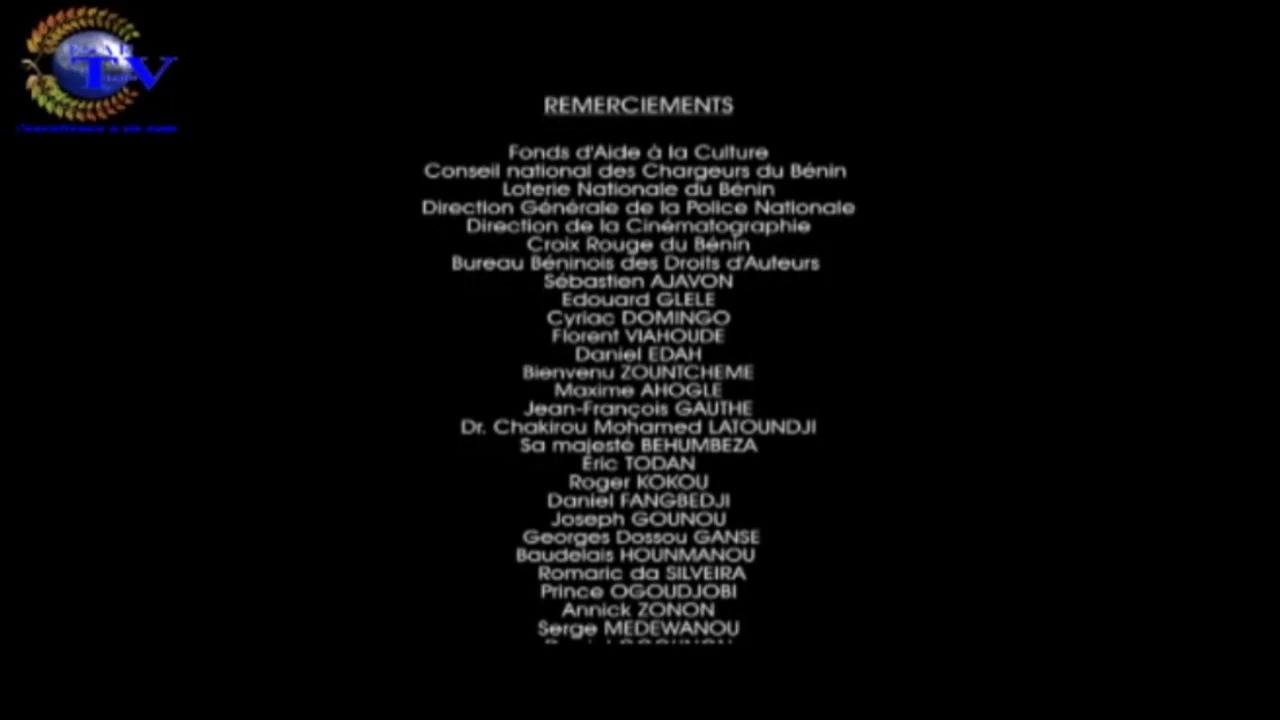 TV
REMERCIEMENTS
Fonds d'Aide à la Culture
Conseil national des Chargeurs du Bénin
Loterie Nationale du Bénin
Direction Générale de la Police Nationale
Direction de la Cinématographie
Croix Rouge du Bénin
Bureau Béninois des Droits d'Auteurs
Sébastien AJAVON
Edouard GLELE
Cyriac DOMINGO
Florent VIAHOUDE
Daniel EDAH
Bienvenu ZOUNTCHEME
Maxime AHOGLE
Jean-François GAUTHE
Dr. Chakirou Mohamed LATOUNDJI
Sa majesté BEHUMBEZA
Éric TODAN
Roger KOKOU
Daniel FANGBEDJI
Joseph GOUNOU
Georges Dossou GANSE
Baudelais HOUNMANOU
Romaric da SILVEIRA
Prince OGOUDJOBI
Annick ZONON
Serge MEDEWANOU